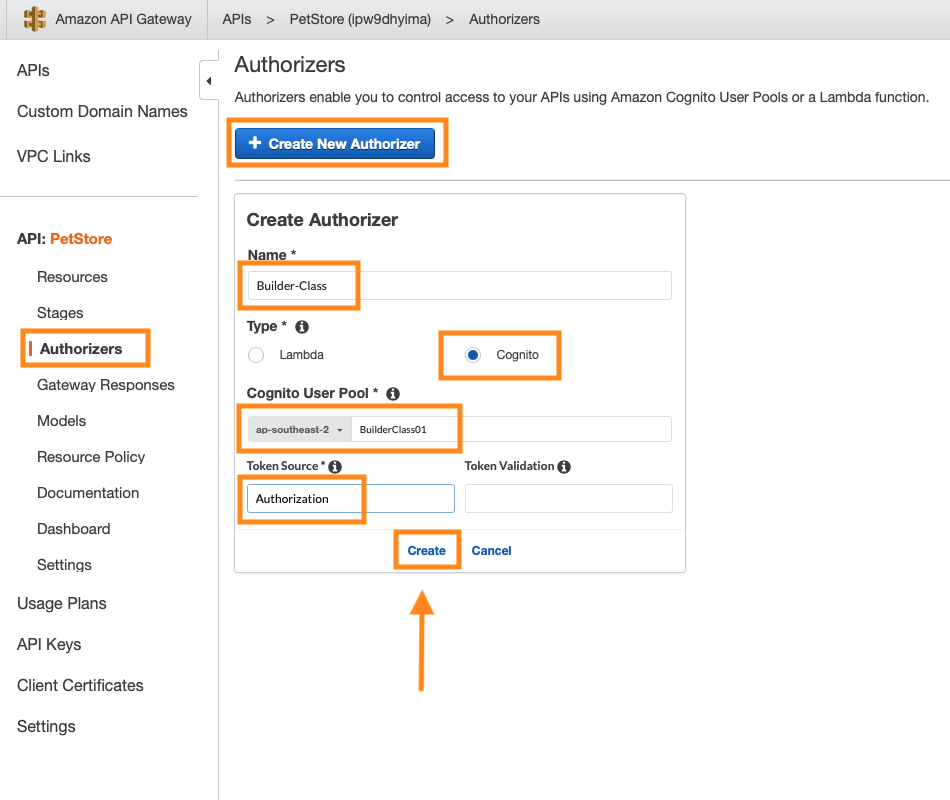 Amazon API Gateway
APIs > PetStore (ipw9dhyima) > Authorizers
APIs
Custom Domain Names
VPC Links
API: PetStore
Resources
Stages
Authorizers
Gateway Responses
Models
Resource Policy
Documentation
Dashboard
Settings
Usage Plans
API Keys
Client Certificates
Settings
Authorizers
Authorizers enable you to control access to your APIs using Amazon Cognito User Pools or a Lambda function.
+ Create New Authorizer
Create Authorizer
Name *
Builder-Class
Type *
Lambda Cognito
Cognito User Pool *
ap-southeast-2 BuilderClass01
Token Source * Token Validation
Authorization
Create Cancel